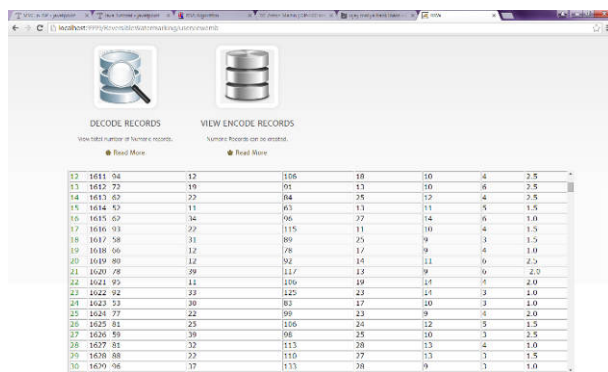 localhost
DECODE RECORDS VIEW ENCODE RECORDS
View total number of Numeric records. Numeric Records can be encoded.
Read More Read More
12 1611 94 12 106 18 10 4 2.5
13 1612 72 19 91 13 10 6 2.5
14 1613 62 22 84 25 12 4 2.5
15 1614 52 11 63 13 11 5 1.5
16 1615 62 34 96 27 14 6 1.0
17 1616 93 22 115 11 10 4 1.5
18 1617 58 31 89 25 9 3 1.5
19 1618 66 12 78 17 9 4 1.0
20 1619 80 12 92 14 11 6 2.5
21 1620 78 39 117 13 9 6 2.0
22 1621 95 11 106 19 14 4 2.0
23 1622 92 33 125 23 14 3 1.0
24 1623 53 30 83 17 10 3 1.0
25 1624 77 22 99 23 9 4 2.0
26 1625 81 25 106 24 12 5 1.5
27 1626 59 39 98 25 10 3 2.5
28 1627 81 32 113 28 13 4 1.0
29 1628 88 22 110 27 13 3 1.5
30 1629 96 37 133 28 9 3 1.0